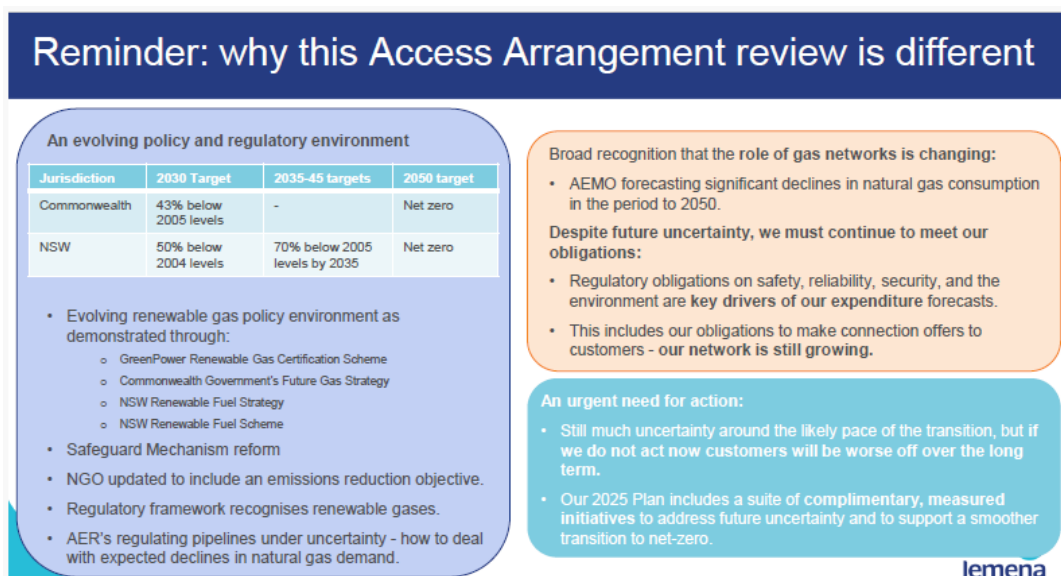 Reminder: why this Access Arrangement review is different
An evolving policy and regulatory environment
Jurisdiction 2030 Target 2035-45 targets 2050 target
Commonwealth 43% below - Net zero
2005 levels
NSW 50% below 70% below 2005 Net zero
2004 levels levels by 2035
• Evolving renewable gas policy environment as
demonstrated through:
o GreenPower Renewable Gas Certification Scheme
o Commonwealth Government's Future Gas Strategy
o NSW Renewable Fuel Strategy
o NSW Renewable Fuel Scheme
• Safeguard Mechanism reform
• NGO updated to include an emissions reduction objective.
• Regulatory framework recognises renewable gases.
• AER's regulating pipelines under uncertainty - how to deal
with expected declines in natural gas demand.
Broad recognition that the role of gas networks is changing:
• AEMO forecasting significant declines in natural gas consumption
in the period to 2050.
Despite future uncertainty, we must continue to meet our
obligations:
• Regulatory obligations on safety, reliability, security, and the
environment are key drivers of our expenditure forecasts.
• This includes our obligations to make connection offers to
customers - our network is still growing.
An urgent need for action:
• Still much uncertainty around the likely pace of the transition, but if
we do not act now customers will be worse off over the long
term.
• Our 2025 Plan includes a suite of complimentary, measured
initiatives to address future uncertainty and to support a smoother
transition to net-zero.